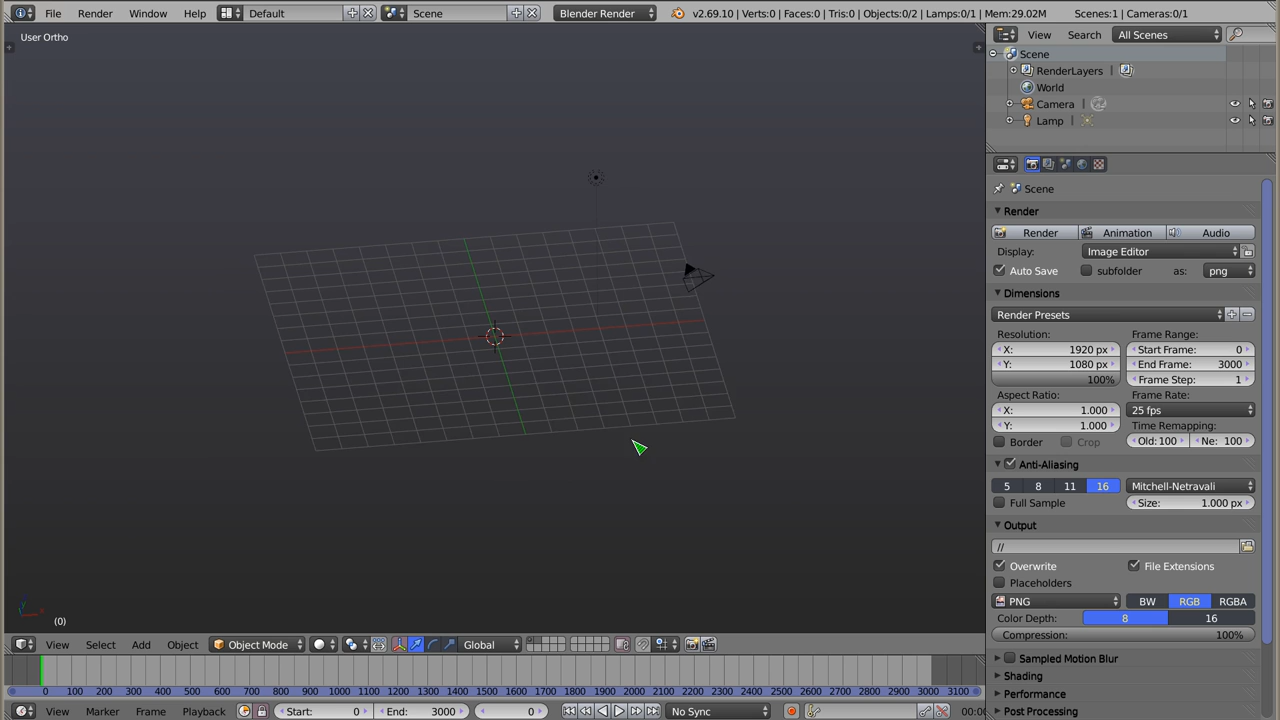 File Render Window Help Default Scene Blender Render v2.69.10 | Verts:0 | Faces:0 | Tris:0 | Objects:0/2 | Lamps:0/1 | Mem:29.02M Scenes:1 | Cameras:0/1
User Ortho
View Search All Scenes
Scene
RenderLayers
World
Camera
Lamp
Scene
Render
Render Animation Audio
Display: Image Editor
Auto Save subfolder as: png
Dimensions
Render Presets
Resolution: Frame Range:
X: 1920 px Start Frame: 0
Y: 1080 px End Frame: 3000
100% Frame Step: 1
Aspect Ratio: Frame Rate:
X: 1.000 25 fps
Y: 1.000 Time Remapping:
Border Crop Old: 100 Ne: 100
Anti-Aliasing
5 8 11 16 Mitchell-Netravali
Full Sample Size: 1.000 px
Output
//
Overwrite File Extensions
Placeholders
PNG BW RGB RGBA
Color Depth: 8 16
Compression: 100%
Sampled Motion Blur
Shading
Performance
Post Processing
(0)
View Select Add Object Object Mode Global
0 100 200 300 400 500 600 700 800 900 1000 1100 1200 1300 1400 1500 1600 1700 1800 1900 2000 2100 2200 2300 2400 2500 2600 2700 2800 2900 3000 3100
View Marker Frame Playback Start: 0 End: 3000 0 No Sync